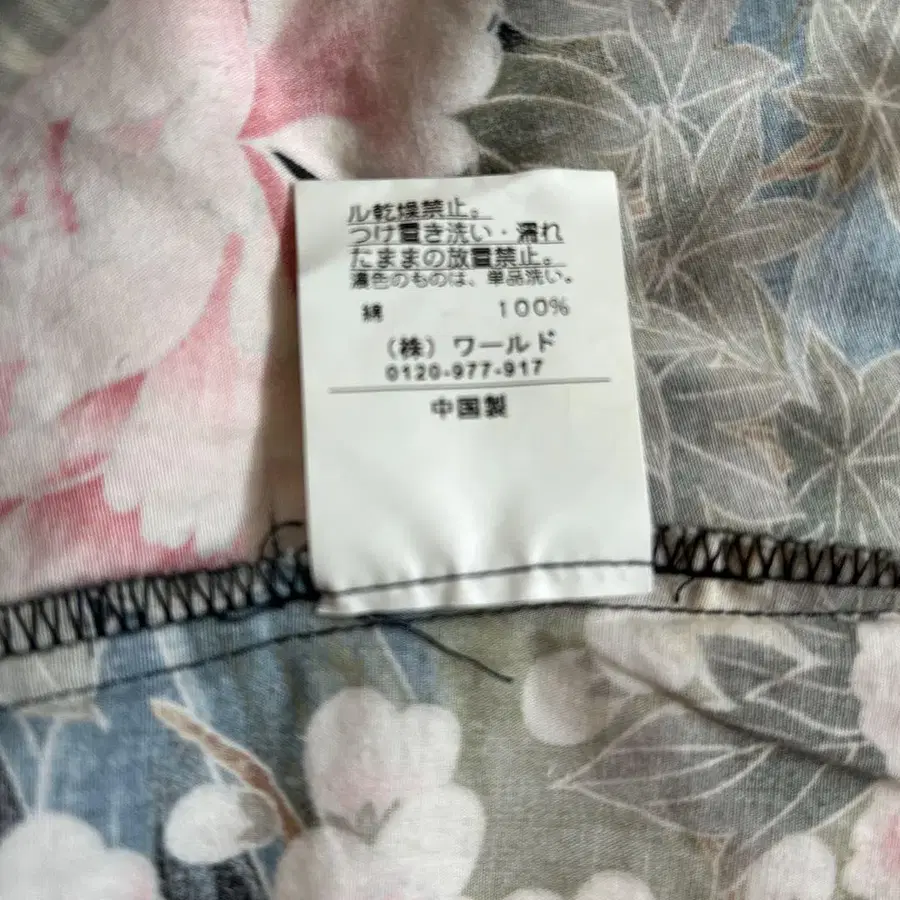 ル乾燥禁止。
つけ置き洗い・濡れ
たままの放置禁止。
濃色のものは、単品洗い。
綿 100%
(株) ワールド
0120-977-917
中国製